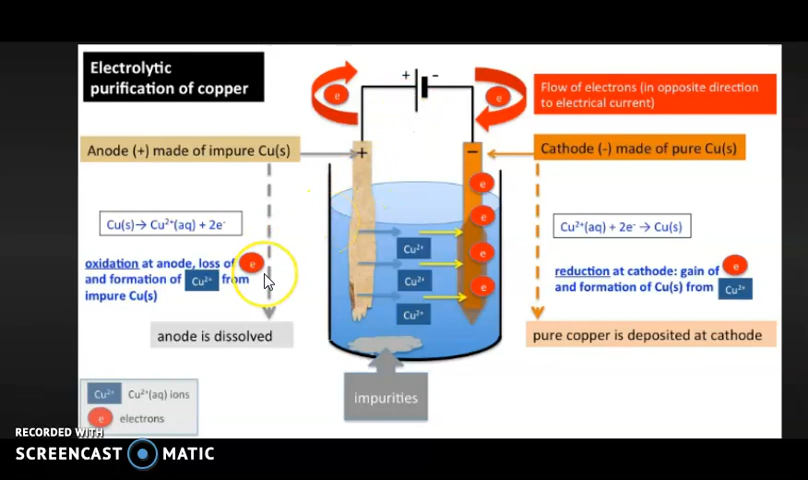 Electrolytic
purification of copper
+ -
e
e
Flow of electrons (in opposite direction
to electrical current)
Anode (+) made of impure Cu(s)
+
−
Cathode (-) made of pure Cu(s)
e
e
e
e
Cu(s)→ Cu²⁺(aq) + 2e⁻
Cu²⁺(aq) + 2e⁻ → Cu(s)
oxidation at anode, loss of e
and formation of Cu²⁺ from
impure Cu(s)
Cu²⁺
Cu²⁺
Cu²⁺
reduction at cathode: gain of e
and formation of Cu(s) from Cu²⁺
anode is dissolved
pure copper is deposited at cathode
impurities
Cu²⁺ Cu²⁺(aq) ions
e electrons
RECORDED WITH
SCREENCAST MATIC